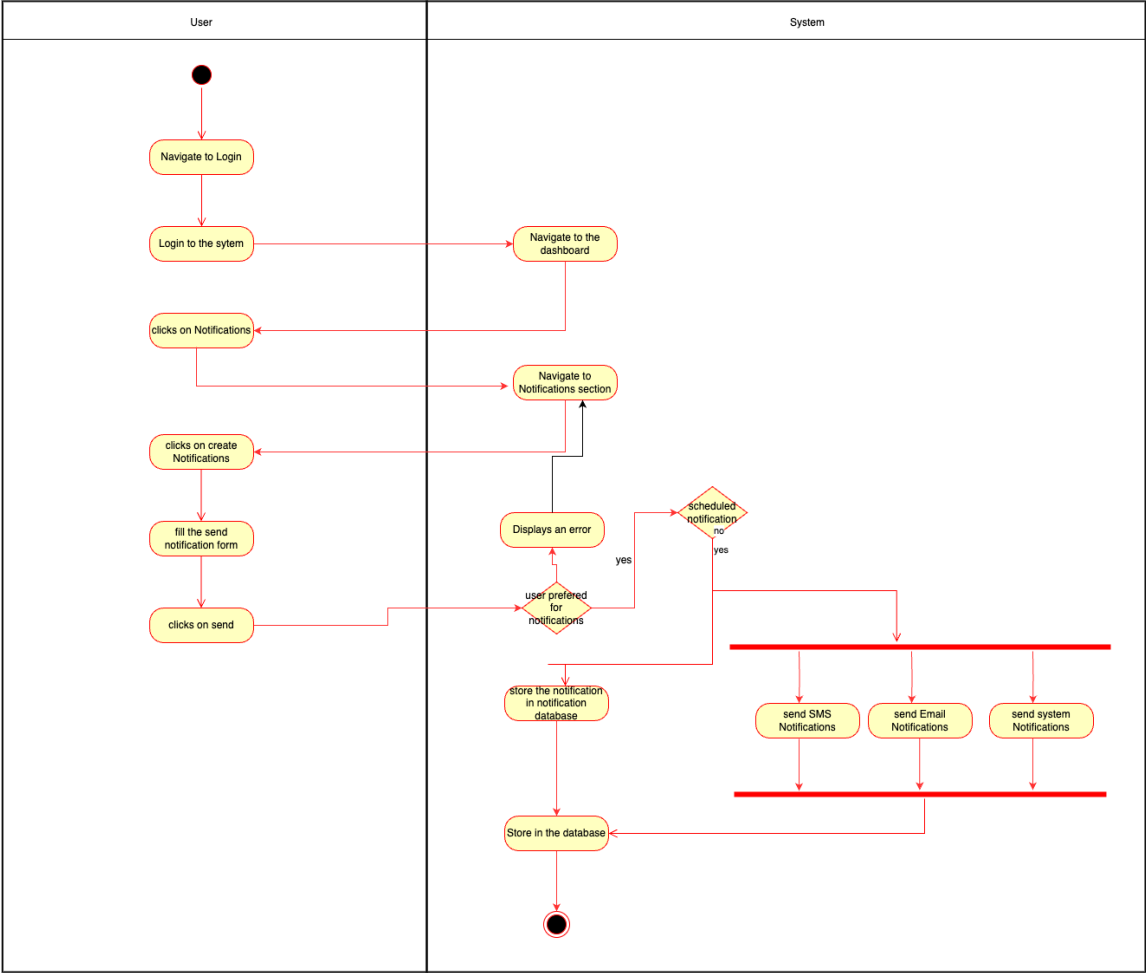 User
System
Navigate to Login
Login to the sytem
Navigate to the
dashboard
clicks on Notifications
Navigate to
Notifications section
clicks on create
Notifications
scheduled
notification
no
yes
fill the send
notification form
Displays an error
yes
user prefered
for
notifications
clicks on send
store the notification
in notification
database
send SMS
Notifications
send Email
Notifications
send system
Notifications
Store in the database